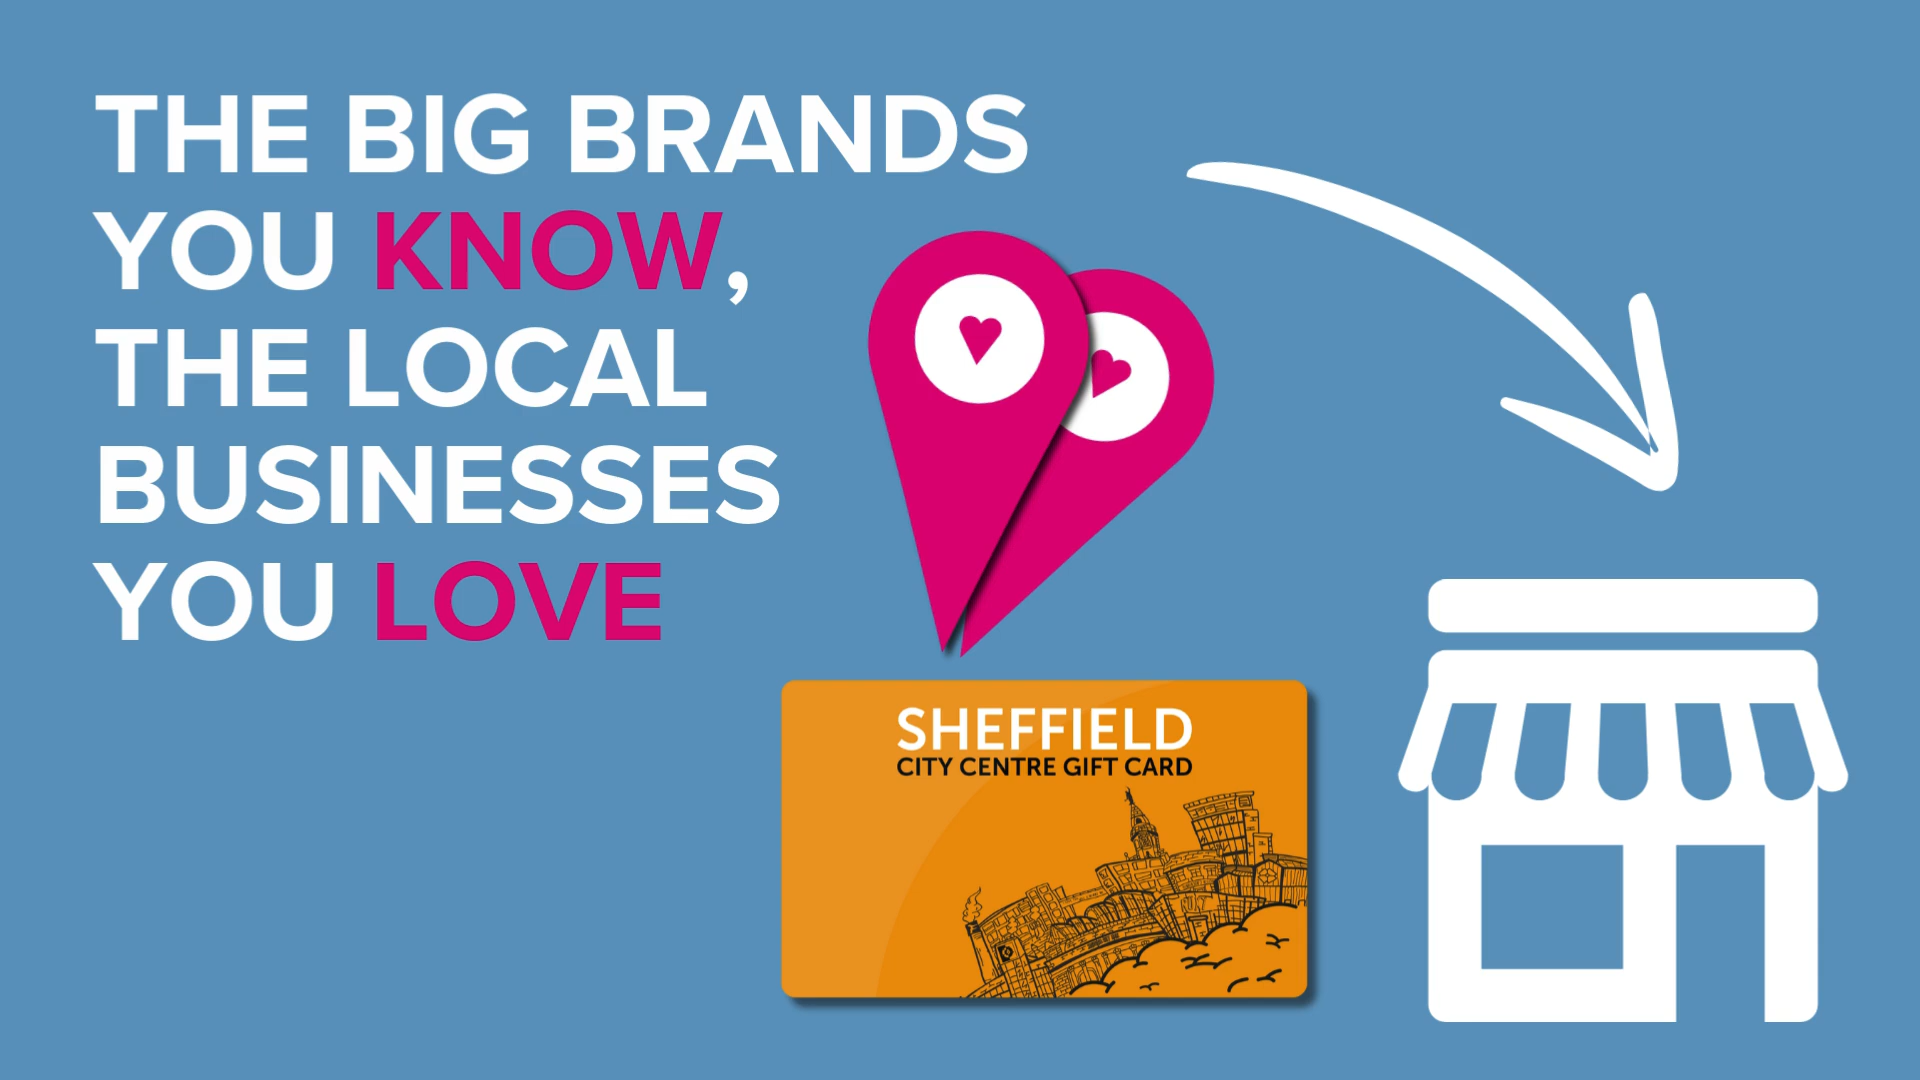 THE BIG BRANDS
YOU KNOW,
THE LOCAL
BUSINESSES
YOU LOVE
SHEFFIELD
CITY CENTRE GIFT CARD